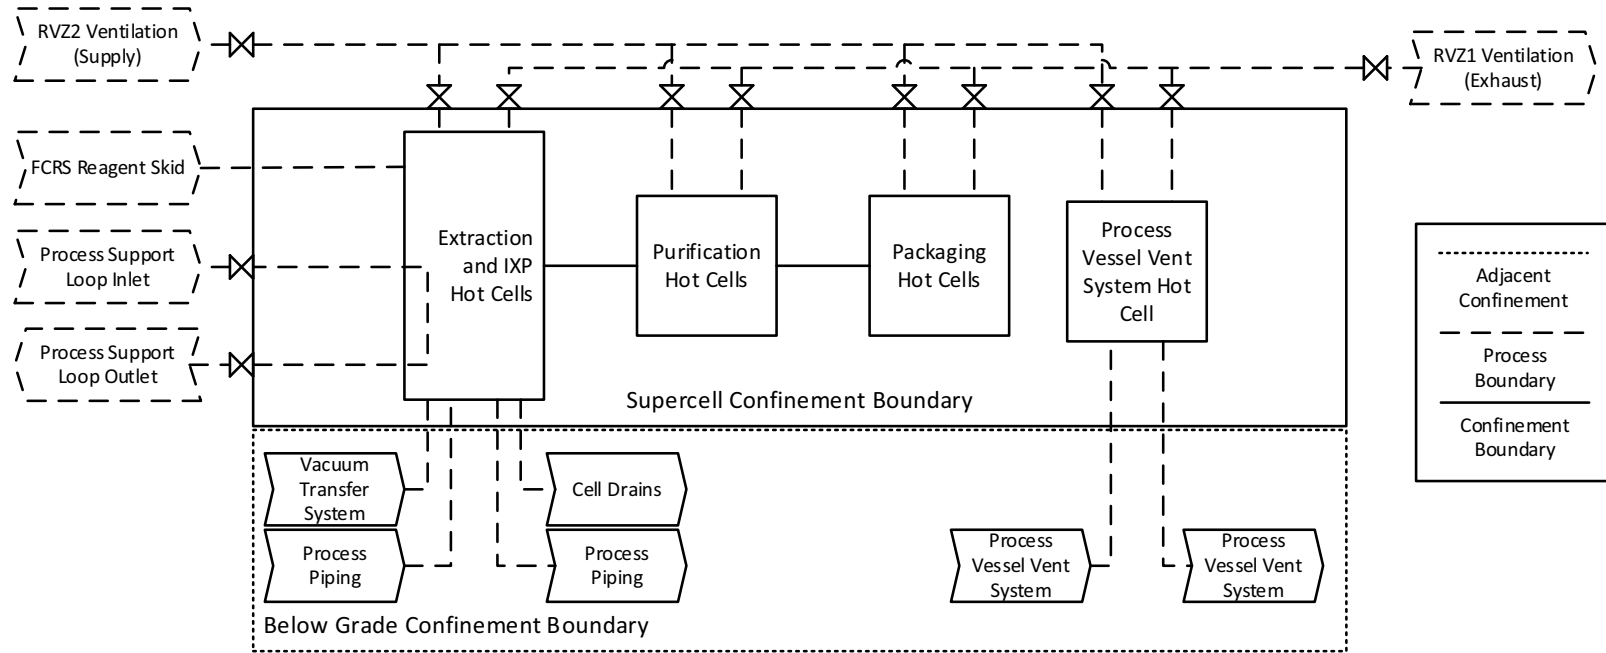 RVZ2 Ventilation
(Supply)
RVZ1 Ventilation
(Exhaust)
FCRS Reagent Skid
Process Support
Loop Inlet
Process Support
Loop Outlet
Extraction
and IXP
Hot Cells
Purification
Hot Cells
Packaging
Hot Cells
Process
Vessel Vent
System Hot
Cell
Supercell Confinement Boundary
Adjacent
Confinement
Process
Boundary
Confinement
Boundary
Vacuum
Transfer
System
Cell Drains
Process
Piping
Process
Piping
Process
Vessel Vent
System
Process
Vessel Vent
System
Below Grade Confinement Boundary